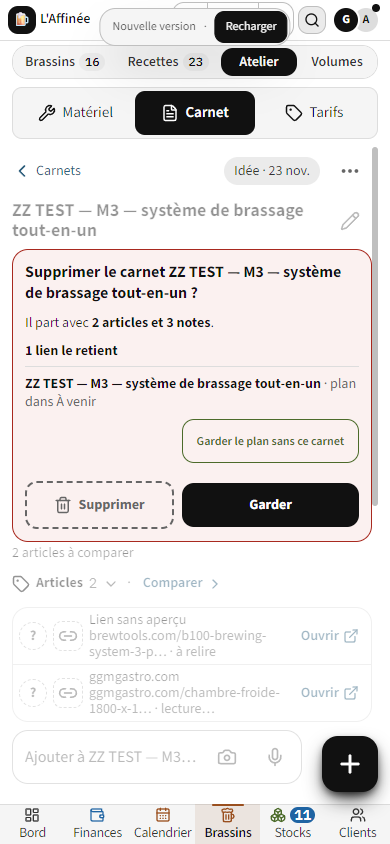 L'Affinée
Nouvelle version ·
Recharger
G
A
Brassins 16
Recettes 23
Atelier
Volumes
Matériel
Carnet
Tarifs
Carnets
Idée · 23 nov.
ZZ TEST — M3 — système de brassage
tout-en-un
Supprimer le carnet ZZ TEST — M3 — système
de brassage tout-en-un ?
Il part avec 2 articles et 3 notes.
1 lien le retient
ZZ TEST — M3 — système de brassage tout-en-un · plan
dans À venir
Garder le plan sans ce carnet
Supprimer
Garder
2 articles à comparer
Articles 2 · Comparer
?
Lien sans aperçu
brewtools.com/b100-brewing-
system-3-p… · à relire
Ouvrir
?
ggmgastro.com
ggmgastro.com/chambre-froide-
1800-x-1… · lecture…
Ouvrir
Ajouter à ZZ TEST — M3…
Bord
Finances
Calendrier
Brassins
11
Stocks
Clients